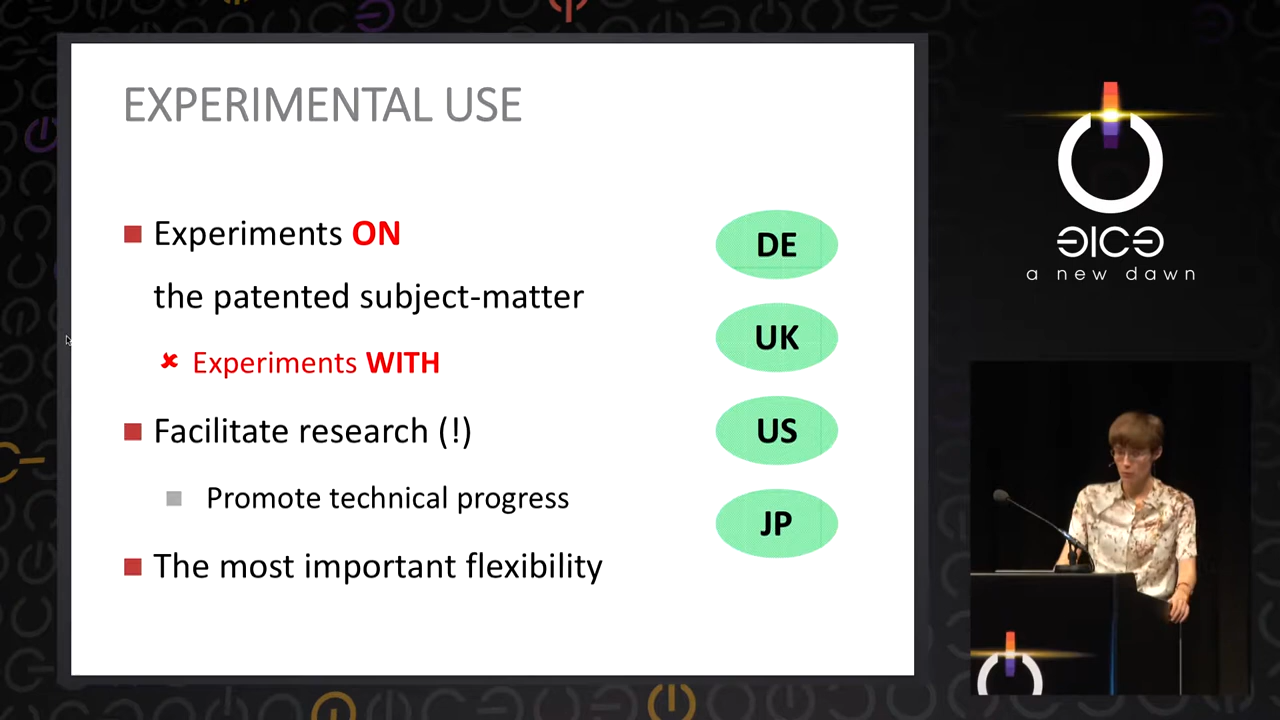 EXPERIMENTAL USE
Experiments ON
the patented subject-matter
Experiments WITH
Facilitate research (!)
Promote technical progress
The most important flexibility
DE
UK
US
JP
a new dawn